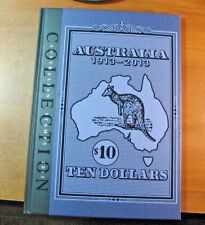 COLLECTION
AUSTRALIA
1913-2013
$10
TEN DOLLARS